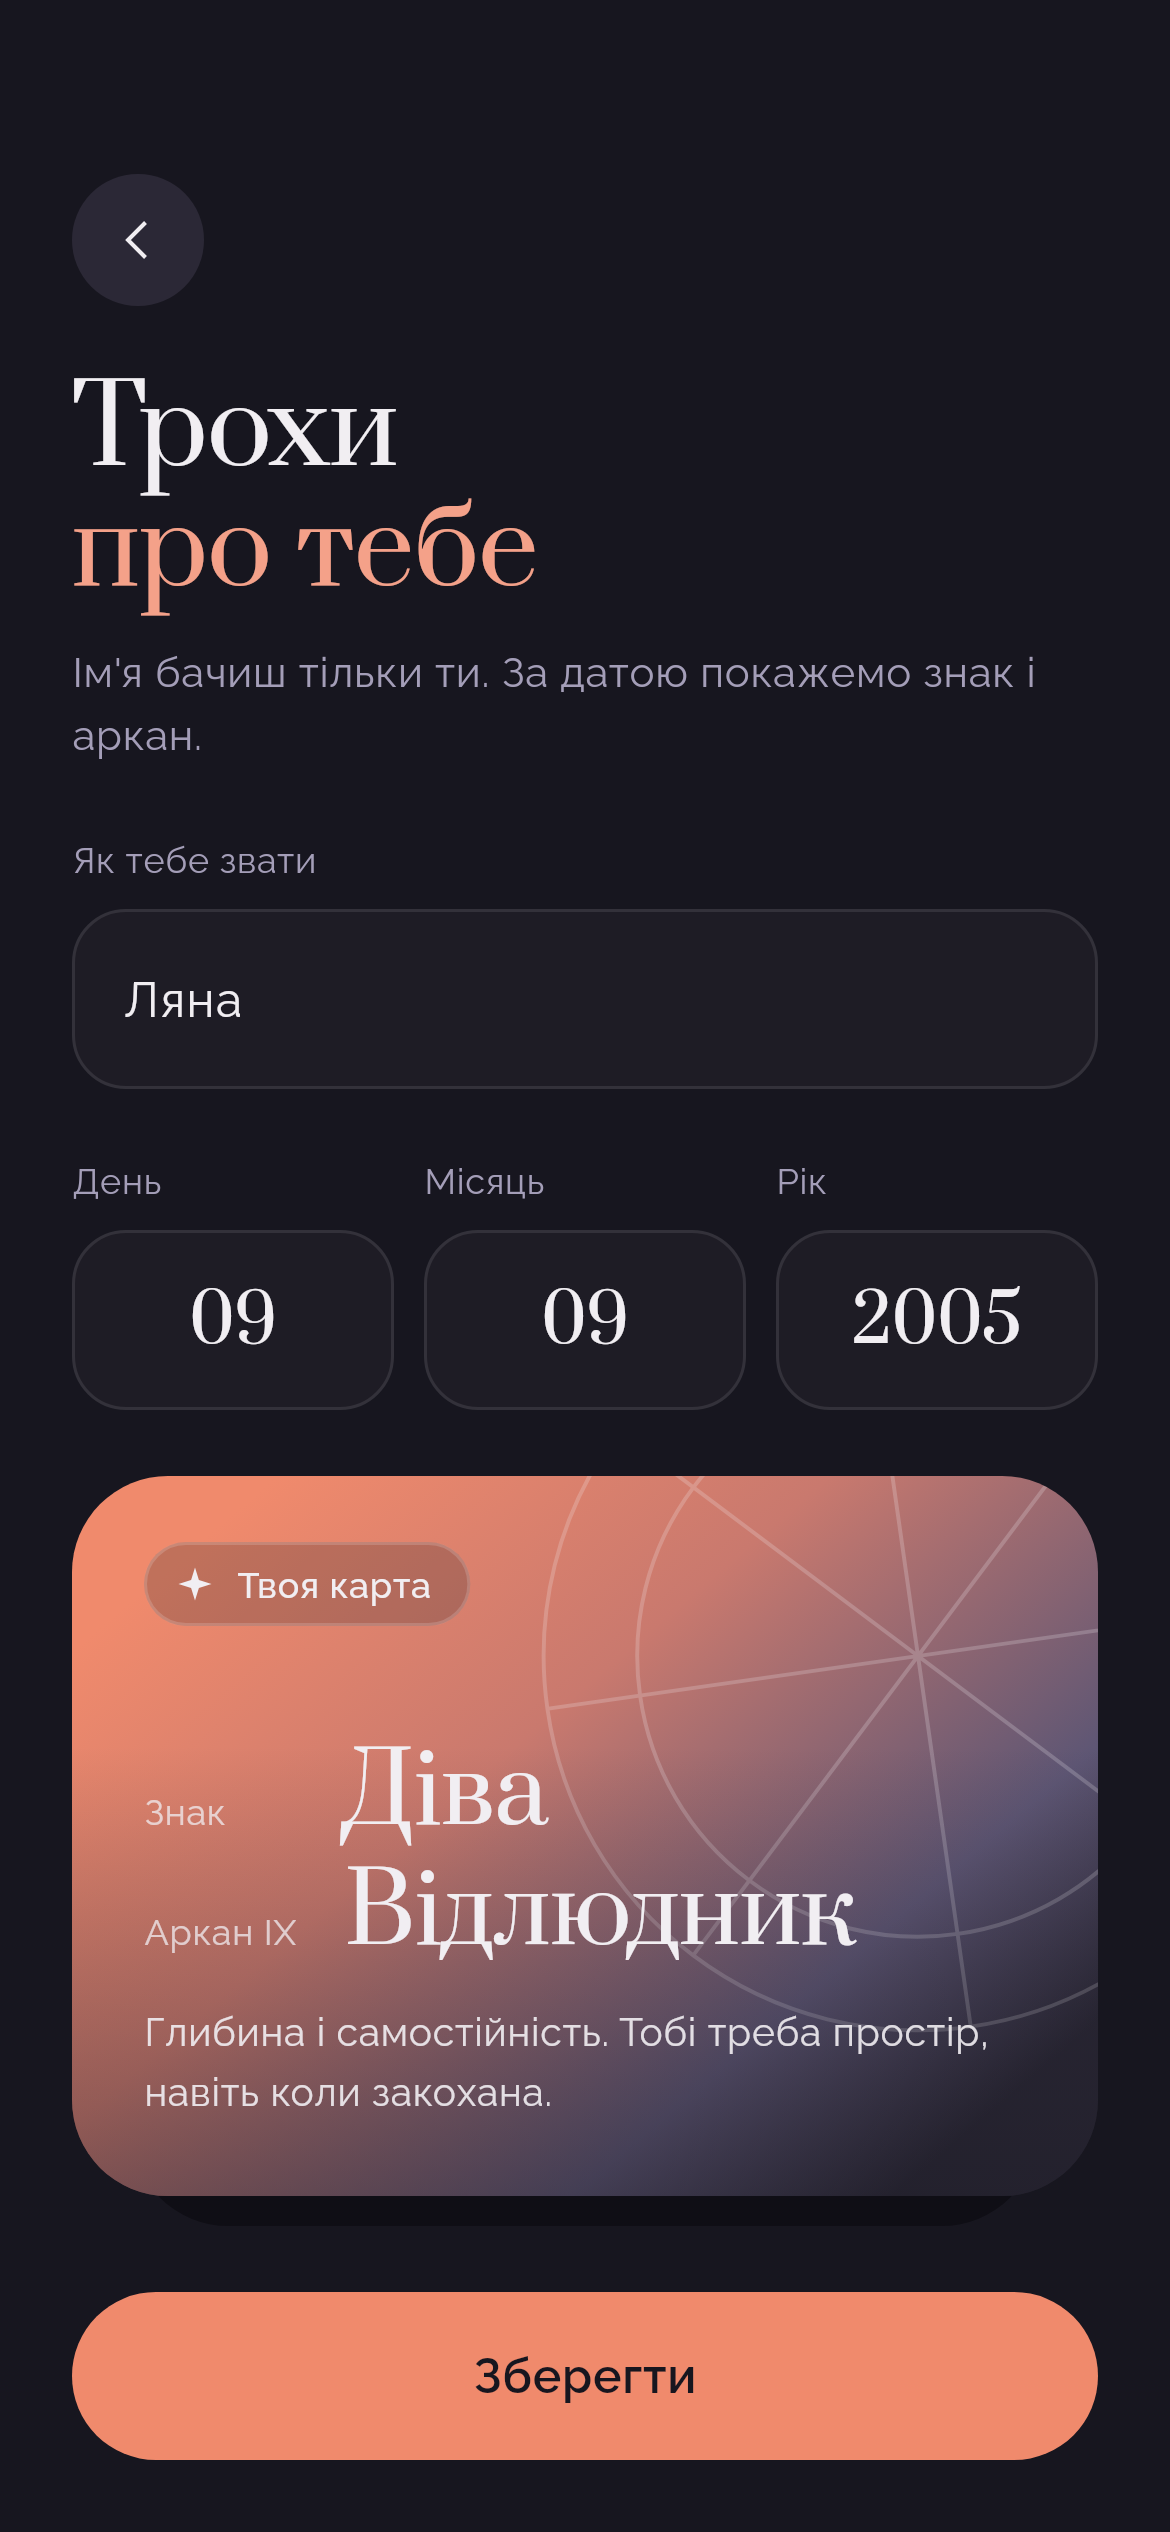 Трохи
про тебе
Ім'я бачиш тільки ти. За датою покажемо знак і
аркан.
Як тебе звати
Ляна
День Місяць Рік
09 09 2005
Твоя карта
Знак Діва
Аркан IX Відлюдник
Глибина і самостійність. Тобі треба простір,
навіть коли закохана.
Зберегти